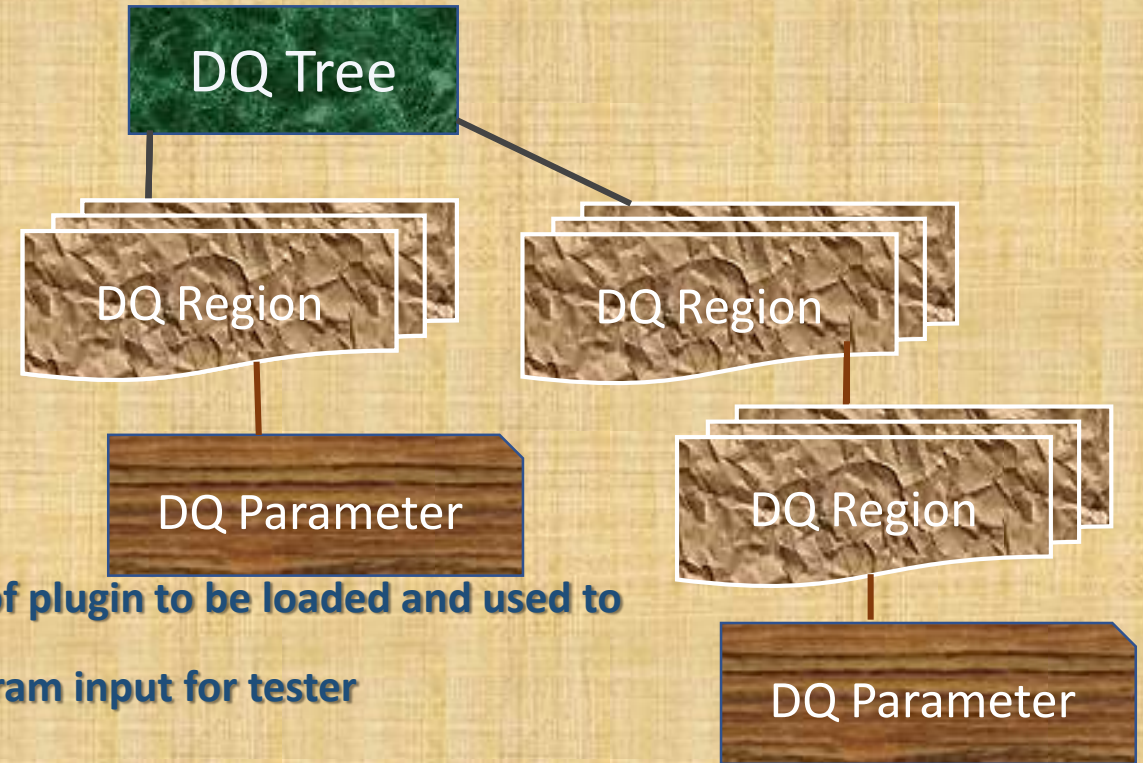 DQ Tree
DQ Region
DQ Region
DQ Parameter
DQ Region
of plugin to be loaded and used to
ram input for tester
DQ Parameter